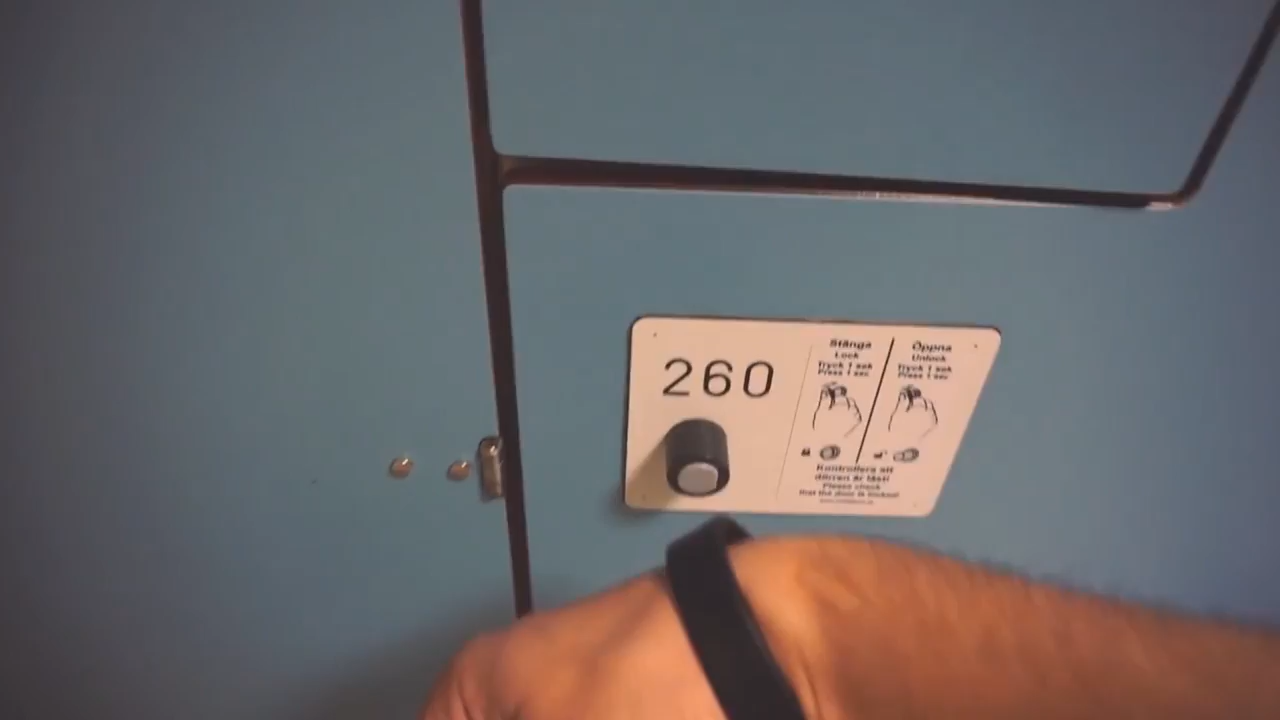 260
Stänga
Lock
Tryck 1 sek
Press 1 sec
Öppna
Unlock
Tryck 1 sek
Press 1 sec
Kontrollera att
dörren är låst!
Please check
that the door is locked!